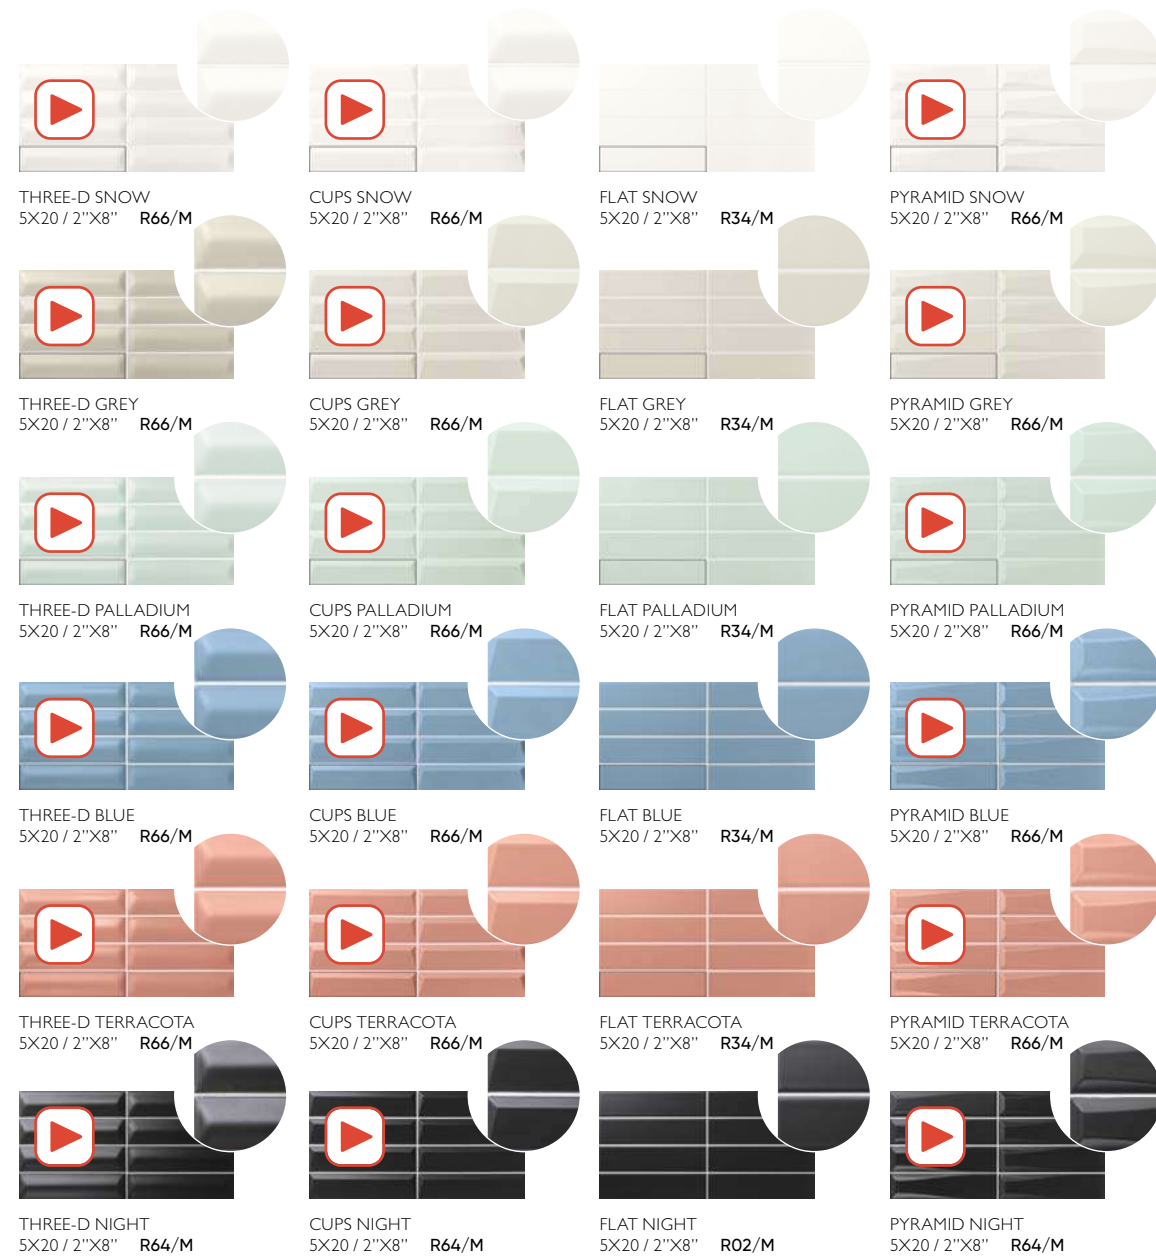 THREE-D SNOW
5X20 / 2”X8” R66/M
CUPS SNOW
5X20 / 2”X8” R66/M
FLAT SNOW
5X20 / 2”X8” R34/M
PYRAMID SNOW
5X20 / 2”X8” R66/M
THREE-D GREY
5X20 / 2”X8” R66/M
CUPS GREY
5X20 / 2”X8” R66/M
FLAT GREY
5X20 / 2”X8” R34/M
PYRAMID GREY
5X20 / 2”X8” R66/M
THREE-D PALLADIUM
5X20 / 2”X8” R66/M
CUPS PALLADIUM
5X20 / 2”X8” R66/M
FLAT PALLADIUM
5X20 / 2”X8” R34/M
PYRAMID PALLADIUM
5X20 / 2”X8” R66/M
THREE-D BLUE
5X20 / 2”X8” R66/M
CUPS BLUE
5X20 / 2”X8” R66/M
FLAT BLUE
5X20 / 2”X8” R34/M
PYRAMID BLUE
5X20 / 2”X8” R66/M
THREE-D TERRACOTA
5X20 / 2”X8” R66/M
CUPS TERRACOTA
5X20 / 2”X8” R66/M
FLAT TERRACOTA
5X20 / 2”X8” R34/M
PYRAMID TERRACOTA
5X20 / 2”X8” R66/M
THREE-D NIGHT
5X20 / 2”X8” R64/M
CUPS NIGHT
5X20 / 2”X8” R64/M
FLAT NIGHT
5X20 / 2”X8” R02/M
PYRAMID NIGHT
5X20 / 2”X8” R64/M